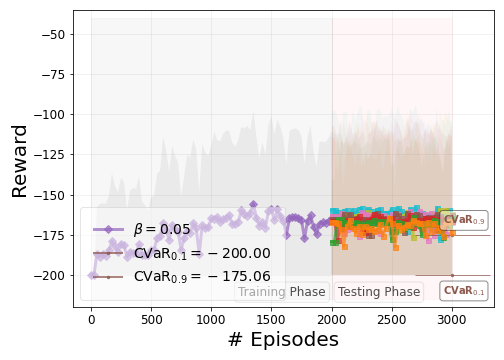 −50
−75
−100
−125
−150
−175
−200
Reward
β = 0.05
CVaR0.1 = −200.00
CVaR0.9 = −175.06
CVaR0.9
CVaR0.1
Training Phase
Testing Phase
0 500 1000 1500 2000 2500 3000
# Episodes